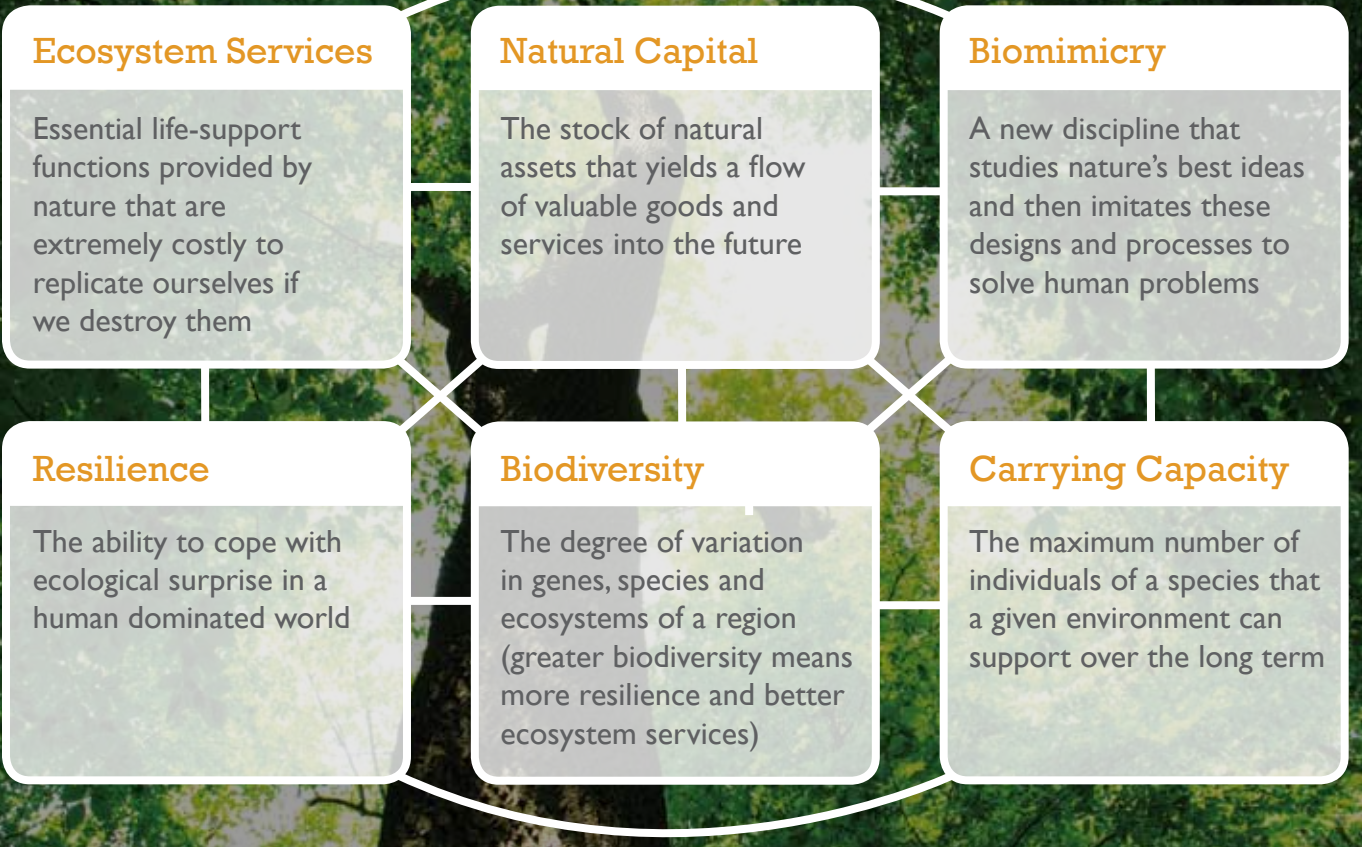 Ecosystem Services
Essential life-support
functions provided by
nature that are
extremely costly to
replicate ourselves if
we destroy them
Natural Capital
The stock of natural
assets that yields a flow
of valuable goods and
services into the future
Biomimicry
A new discipline that
studies nature’s best ideas
and then imitates these
designs and processes to
solve human problems
Resilience
The ability to cope with
ecological surprise in a
human dominated world
Biodiversity
The degree of variation
in genes, species and
ecosystems of a region
(greater biodiversity means
more resilience and better
ecosystem services)
Carrying Capacity
The maximum number of
individuals of a species that
a given environment can
support over the long term